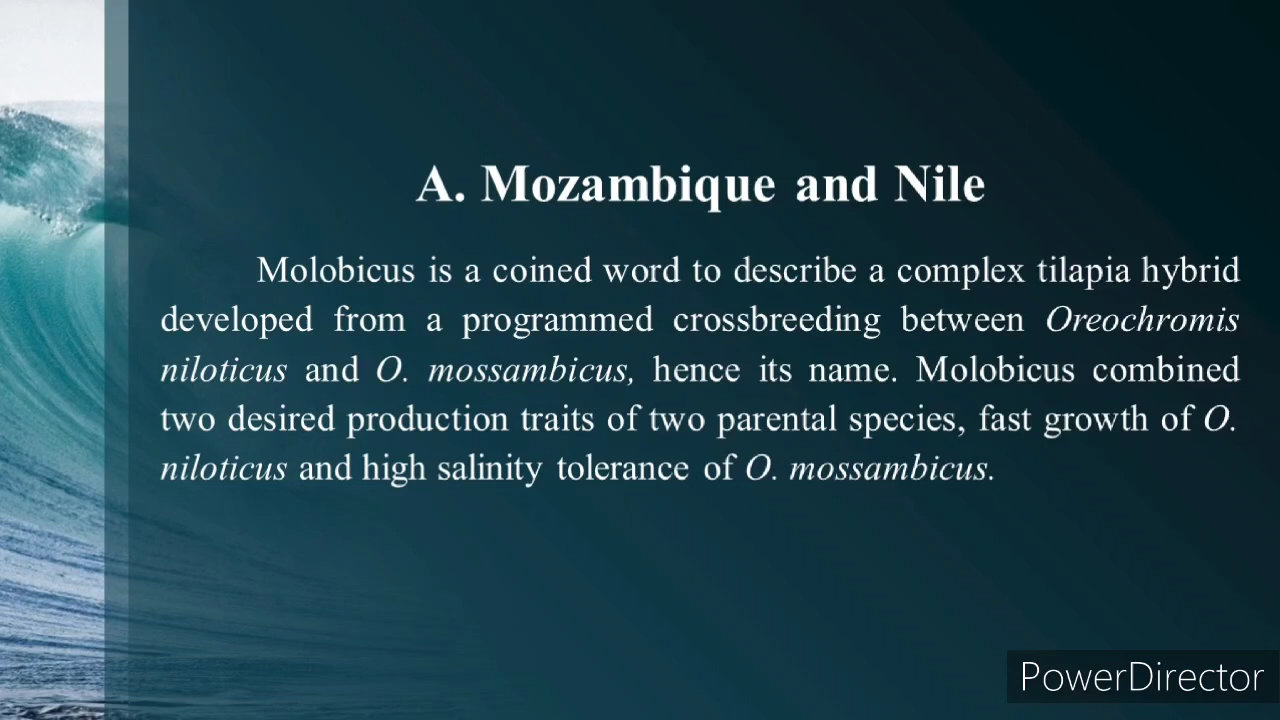 A. Mozambique and Nile
Molobicus is a coined word to describe a complex tilapia hybrid
developed from a programmed crossbreeding between Oreochromis
niloticus and O. mossambicus, hence its name. Molobicus combined
two desired production traits of two parental species, fast growth of O.
niloticus and high salinity tolerance of O. mossambicus.
PowerDirector